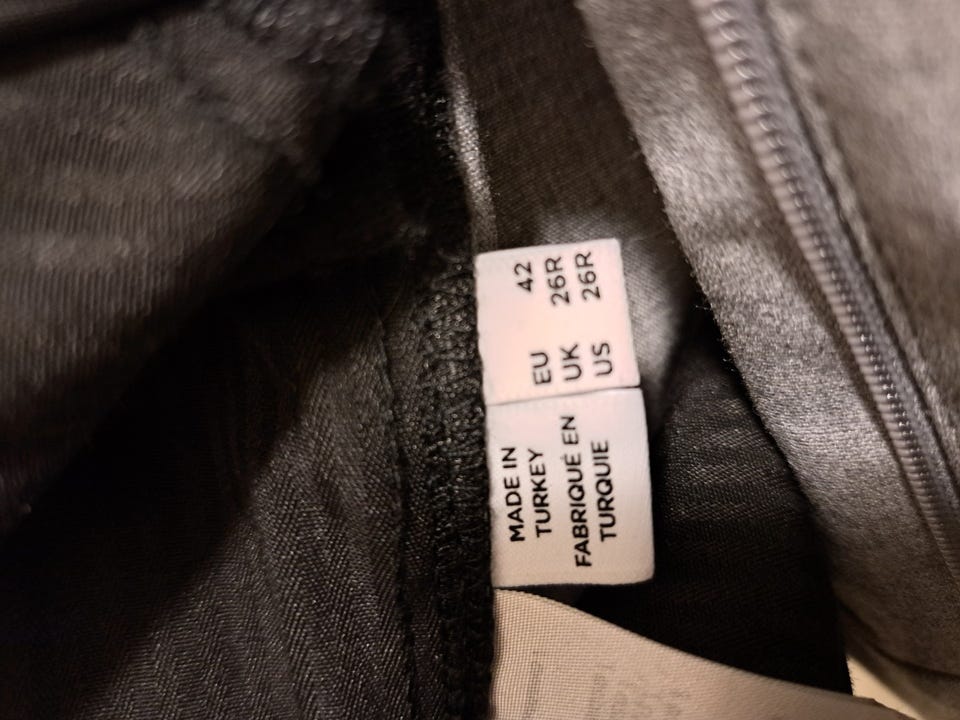 EU 42
UK 26R
US 26R
MADE IN
TURKEY
FABRIQUÉ EN
TURQUIE